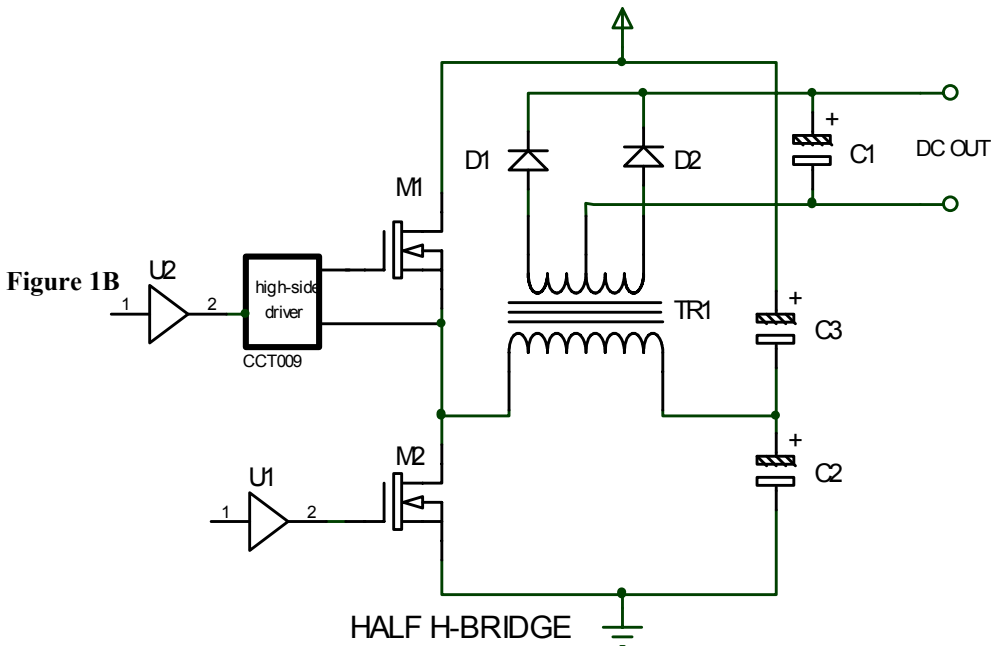 +
D1
D2
C1
DC OUT
M1
Figure 1B
U2
1
2
high-side
driver
CCT009
TR1
+
C3
+
C2
M2
U1
1
2
HALF H-BRIDGE